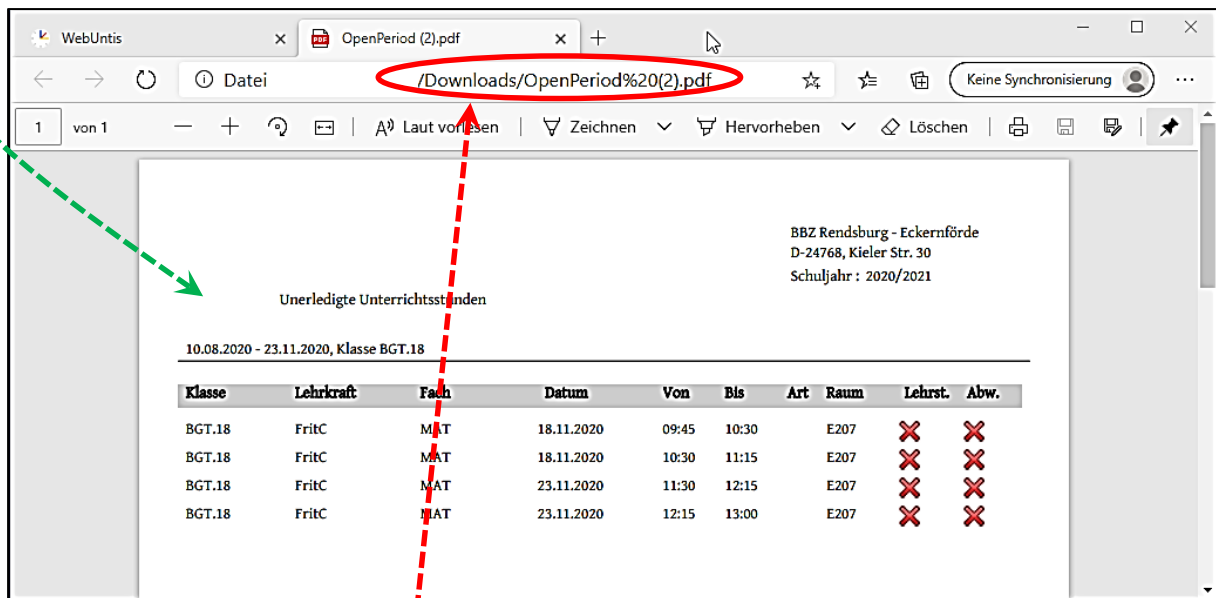 WebUntis
PDF OpenPeriod (2).pdf
Datei /Downloads/OpenPeriod%20(2).pdf Keine Synchronisierung
1 von 1 Laut vorlesen Zeichnen Hervorheben Löschen
BBZ Rendsburg - Eckernförde
D-24768, Kieler Str. 30
Schuljahr : 2020/2021
Unerledigte Unterrichtsstunden
10.08.2020 - 23.11.2020, Klasse BGT.18
Klasse Lehrkraft Fach Datum Von Bis Art Raum Lehrst. Abw.
BGT.18 FritC MAT 18.11.2020 09:45 10:30 E207
BGT.18 FritC MAT 18.11.2020 10:30 11:15 E207
BGT.18 FritC MAT 23.11.2020 11:30 12:15 E207
BGT.18 FritC MAT 23.11.2020 12:15 13:00 E207